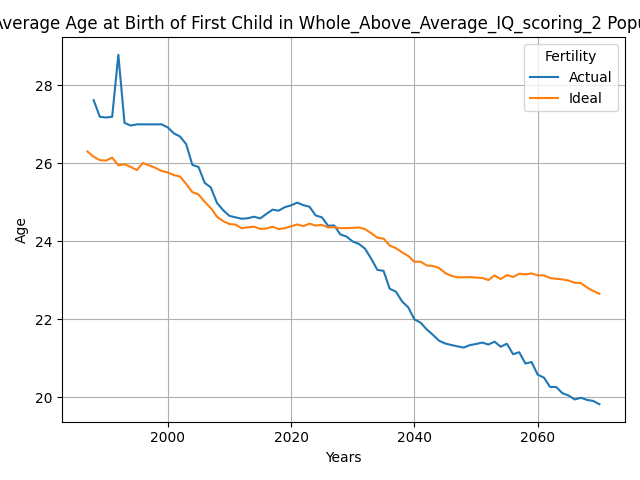 Average Age at Birth of First Child in Whole_Above_Average_IQ_scoring_2
Fertility
Actual
Ideal
28
26
24
22
20
Age
2000
2020
2040
2060
Years